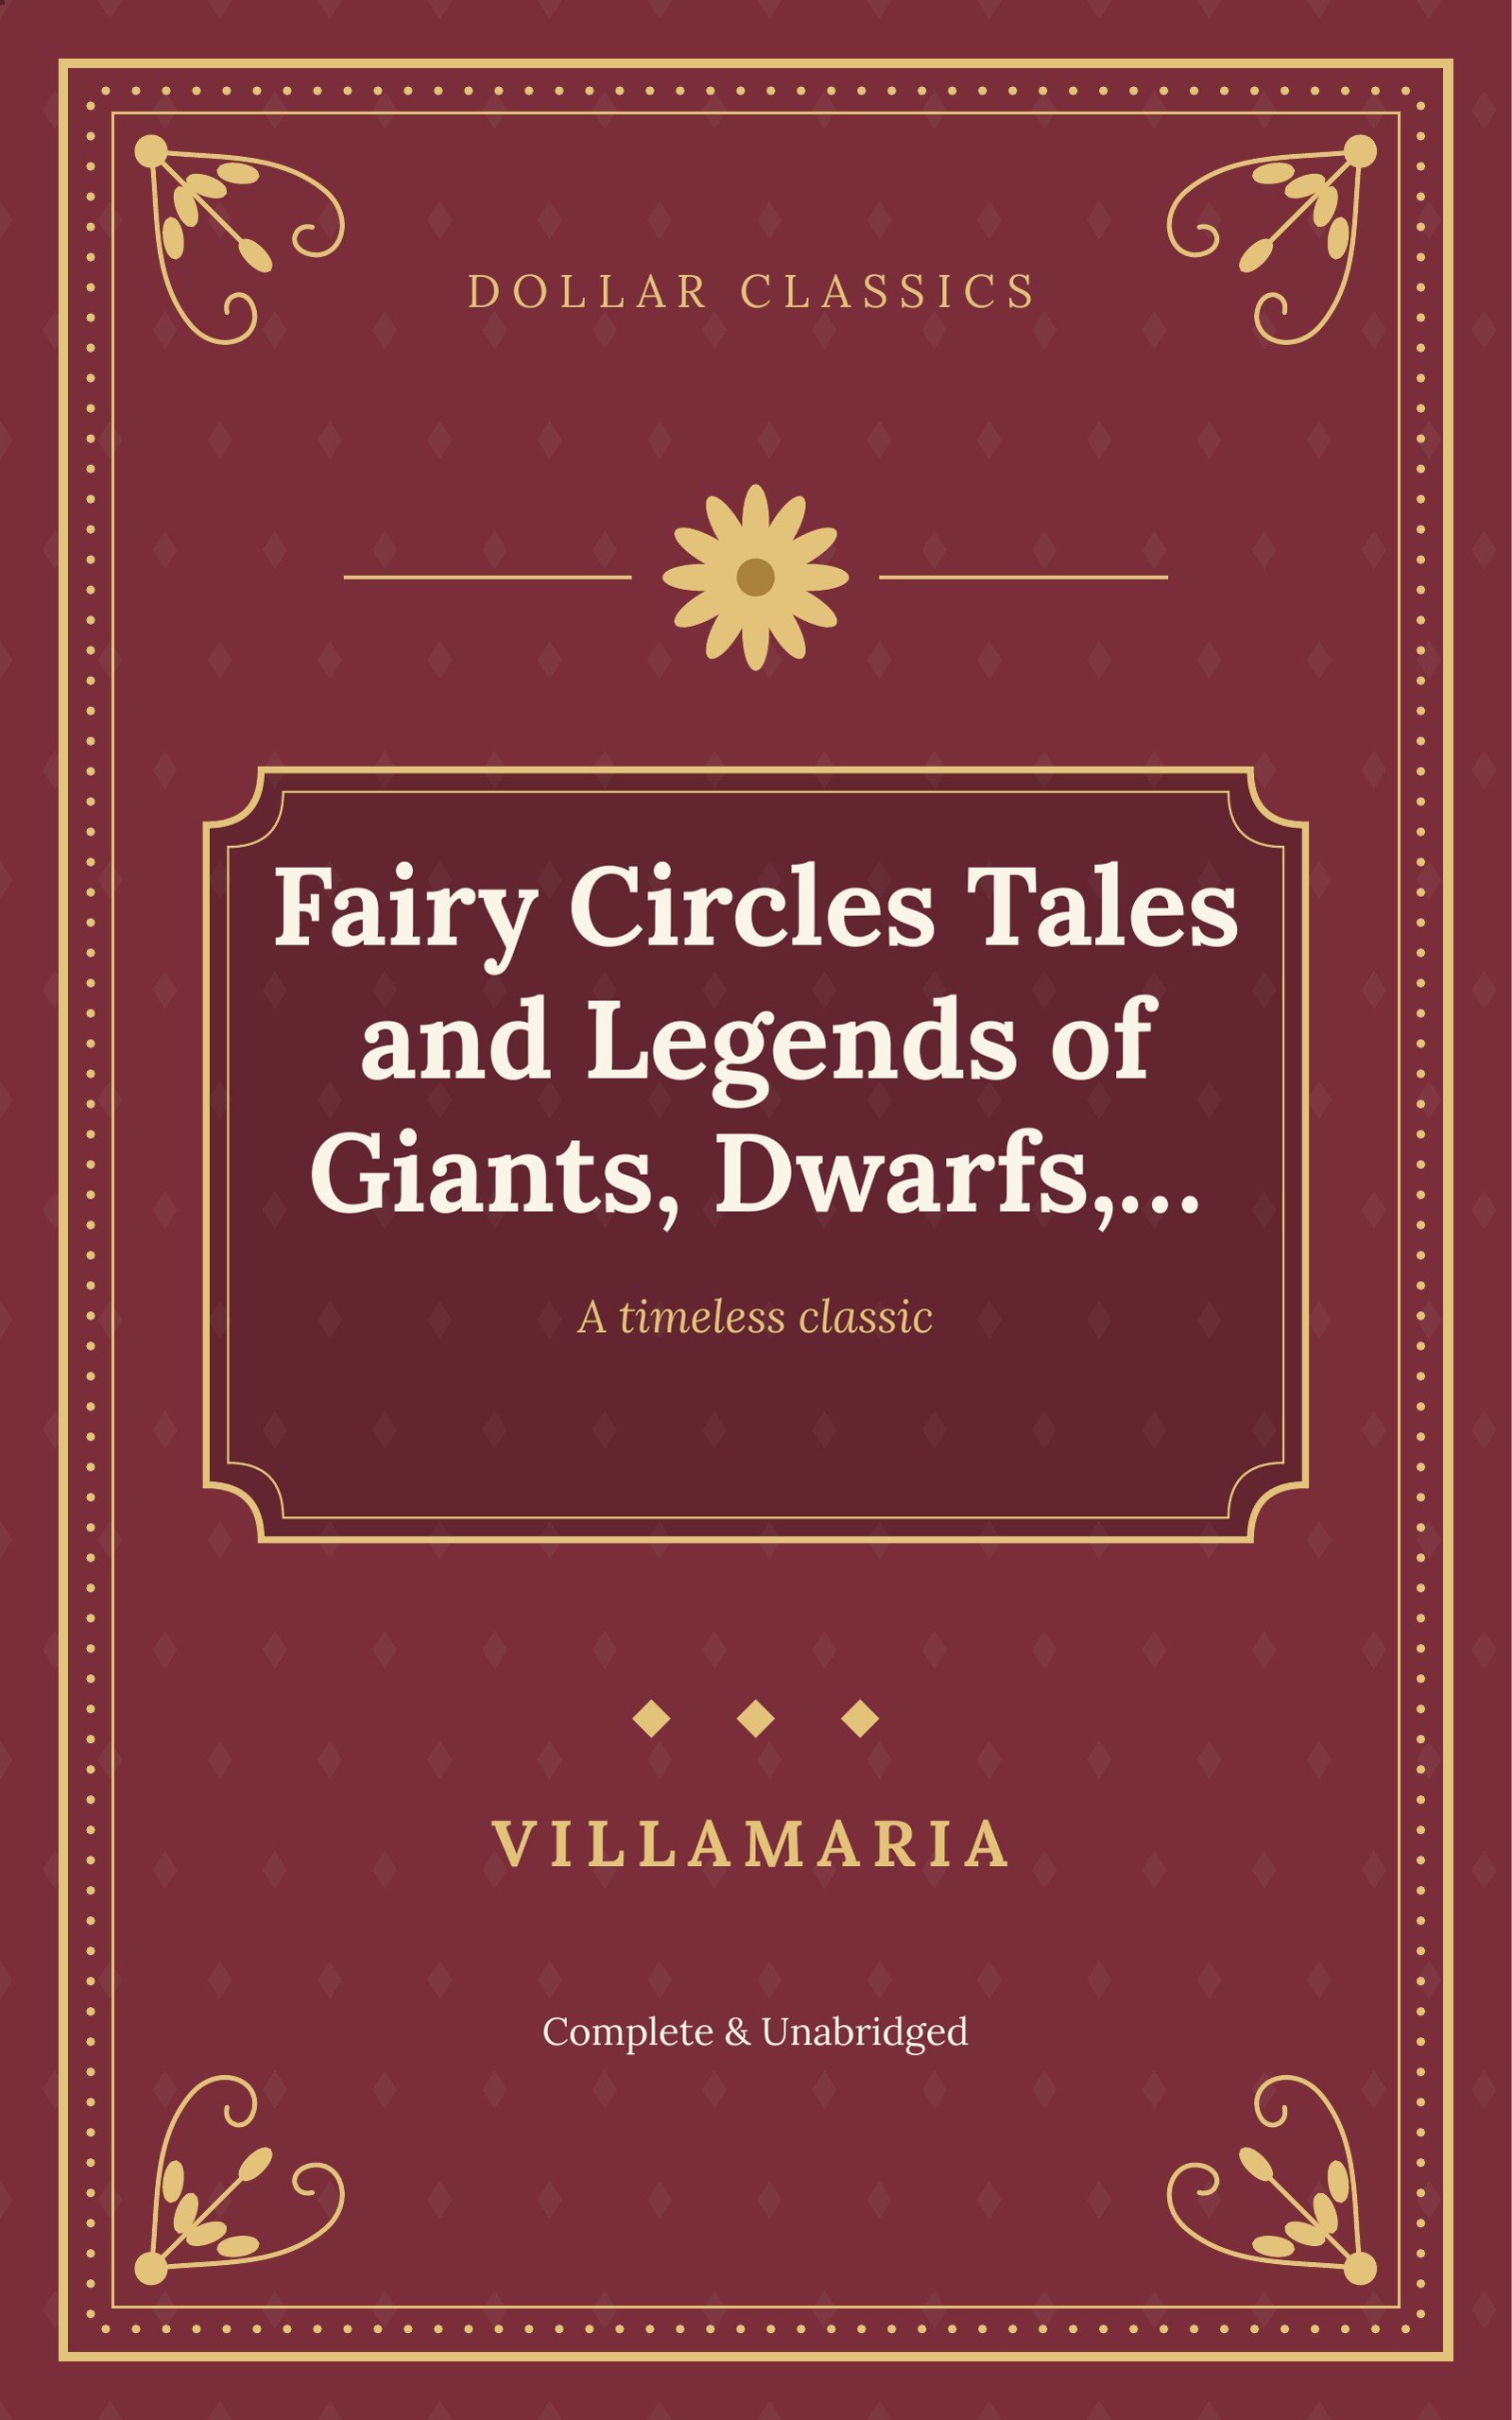 DOLLAR CLASSICS
Fairy Circles Tales
and Legends of
Giants, Dwarfs,...
A timeless classic
VILLAMARIA
Complete & Unabridged